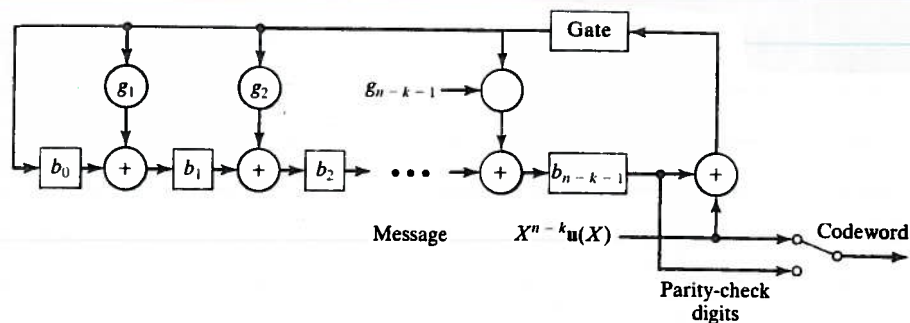 Gate
g₁
g₂
gₙ₋ₖ₋₁
b₀
+
b₁
+
b₂
•••
+
bₙ₋ₖ₋₁
+
Message
Xⁿ⁻ᵏu(X)
Codeword
Parity-check
digits